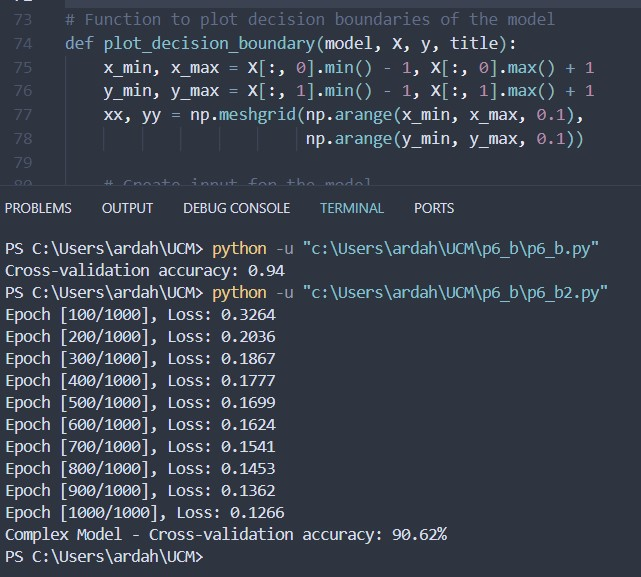 73 # Function to plot decision boundaries of the model
74 def plot_decision_boundary(model, X, y, title):
75 x_min, x_max = X[:, 0].min() - 1, X[:, 0].max() + 1
76 y_min, y_max = X[:, 1].min() - 1, X[:, 1].max() + 1
77 xx, yy = np.meshgrid(np.arange(x_min, x_max, 0.1),
78 np.arange(y_min, y_max, 0.1))
79
80 # Create input for the model
PROBLEMS OUTPUT DEBUG CONSOLE TERMINAL PORTS
PS C:\Users\ardah\UCM> python -u "c:\Users\ardah\UCM\p6_b\p6_b.py"
Cross-validation accuracy: 0.94
PS C:\Users\ardah\UCM> python -u "c:\Users\ardah\UCM\p6_b\p6_b2.py"
Epoch [100/1000], Loss: 0.3264
Epoch [200/1000], Loss: 0.2036
Epoch [300/1000], Loss: 0.1867
Epoch [400/1000], Loss: 0.1777
Epoch [500/1000], Loss: 0.1699
Epoch [600/1000], Loss: 0.1624
Epoch [700/1000], Loss: 0.1541
Epoch [800/1000], Loss: 0.1453
Epoch [900/1000], Loss: 0.1362
Epoch [1000/1000], Loss: 0.1266
Complex Model - Cross-validation accuracy: 90.62%
PS C:\Users\ardah\UCM>